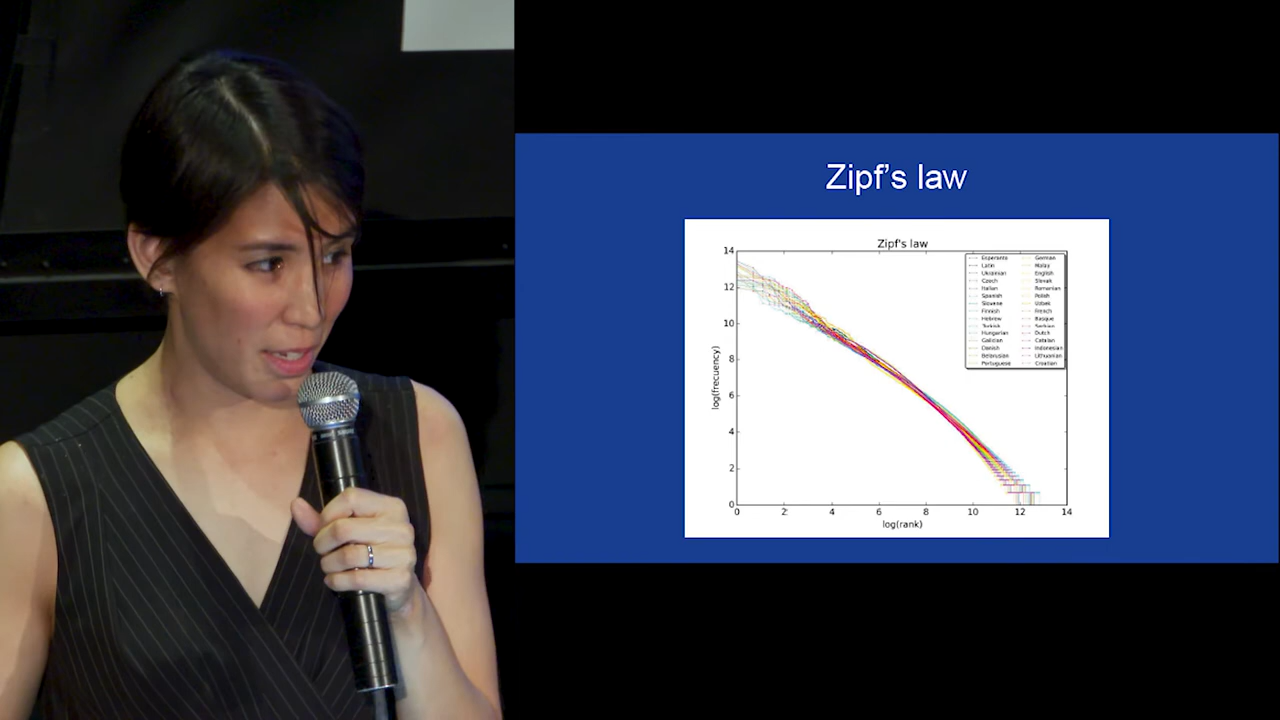 Zipf's law
Zipf's law
14
12
10
8
6
4
2
0
log(frecuency)
0
2
4
6
8
10
12
14
log(rank)
Esperanto German
Latin Malay
Ukrainian English
Czech Slovak
Italian Romanian
Spanish Polish
Slovene Uzbek
Finnish French
Hebrew Basque
Turkish Serbian
Hungarian Dutch
Galician Catalan
Danish Indonesian
Belarusian Lithuanian
Portuguese Croatian